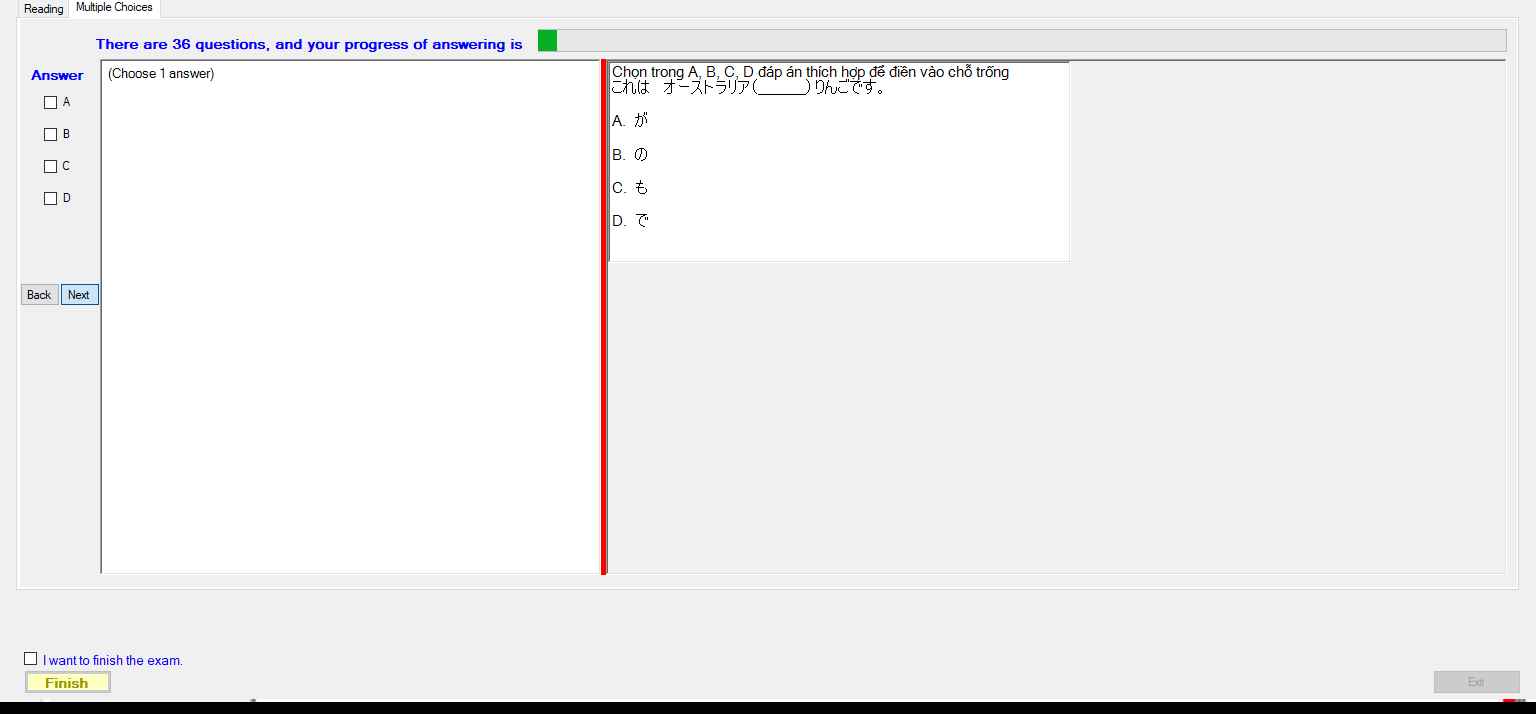 Reading Multiple Choices
There are 36 questions, and your progress of answering is
Answer
A
B
C
D
Back Next
(Choose 1 answer)
Chọn trong A, B, C, D đáp án thích hợp để điền vào chỗ trống
これは　オーストラリア(______)りんごです。
A. が
B. の
C. も
D. で
I want to finish the exam.
Finish
Exit